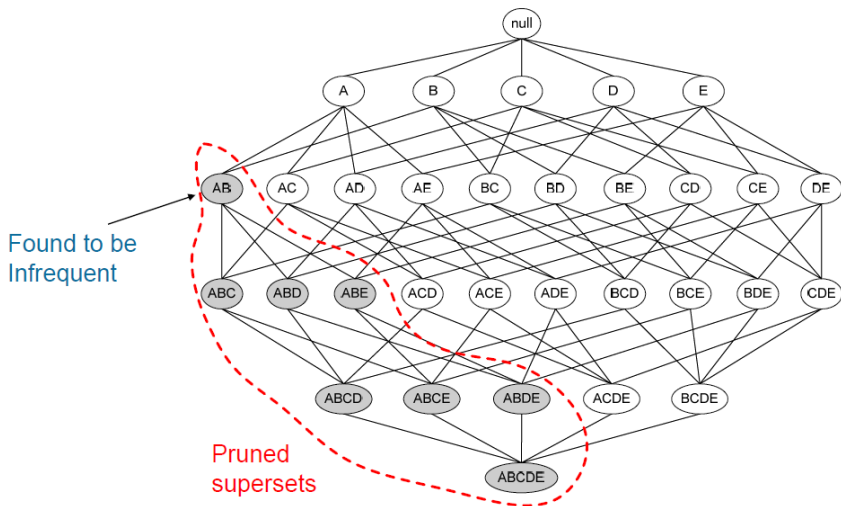 null
A B C D E
AB AC AD AE BC BD BE CD CE DE
Found to be
Infrequent
ABC ABD ABE ACD ACE ADE BCD BCE BDE CDE
ABCD ABCE ABDE ACDE BCDE
Pruned
supersets
ABCDE